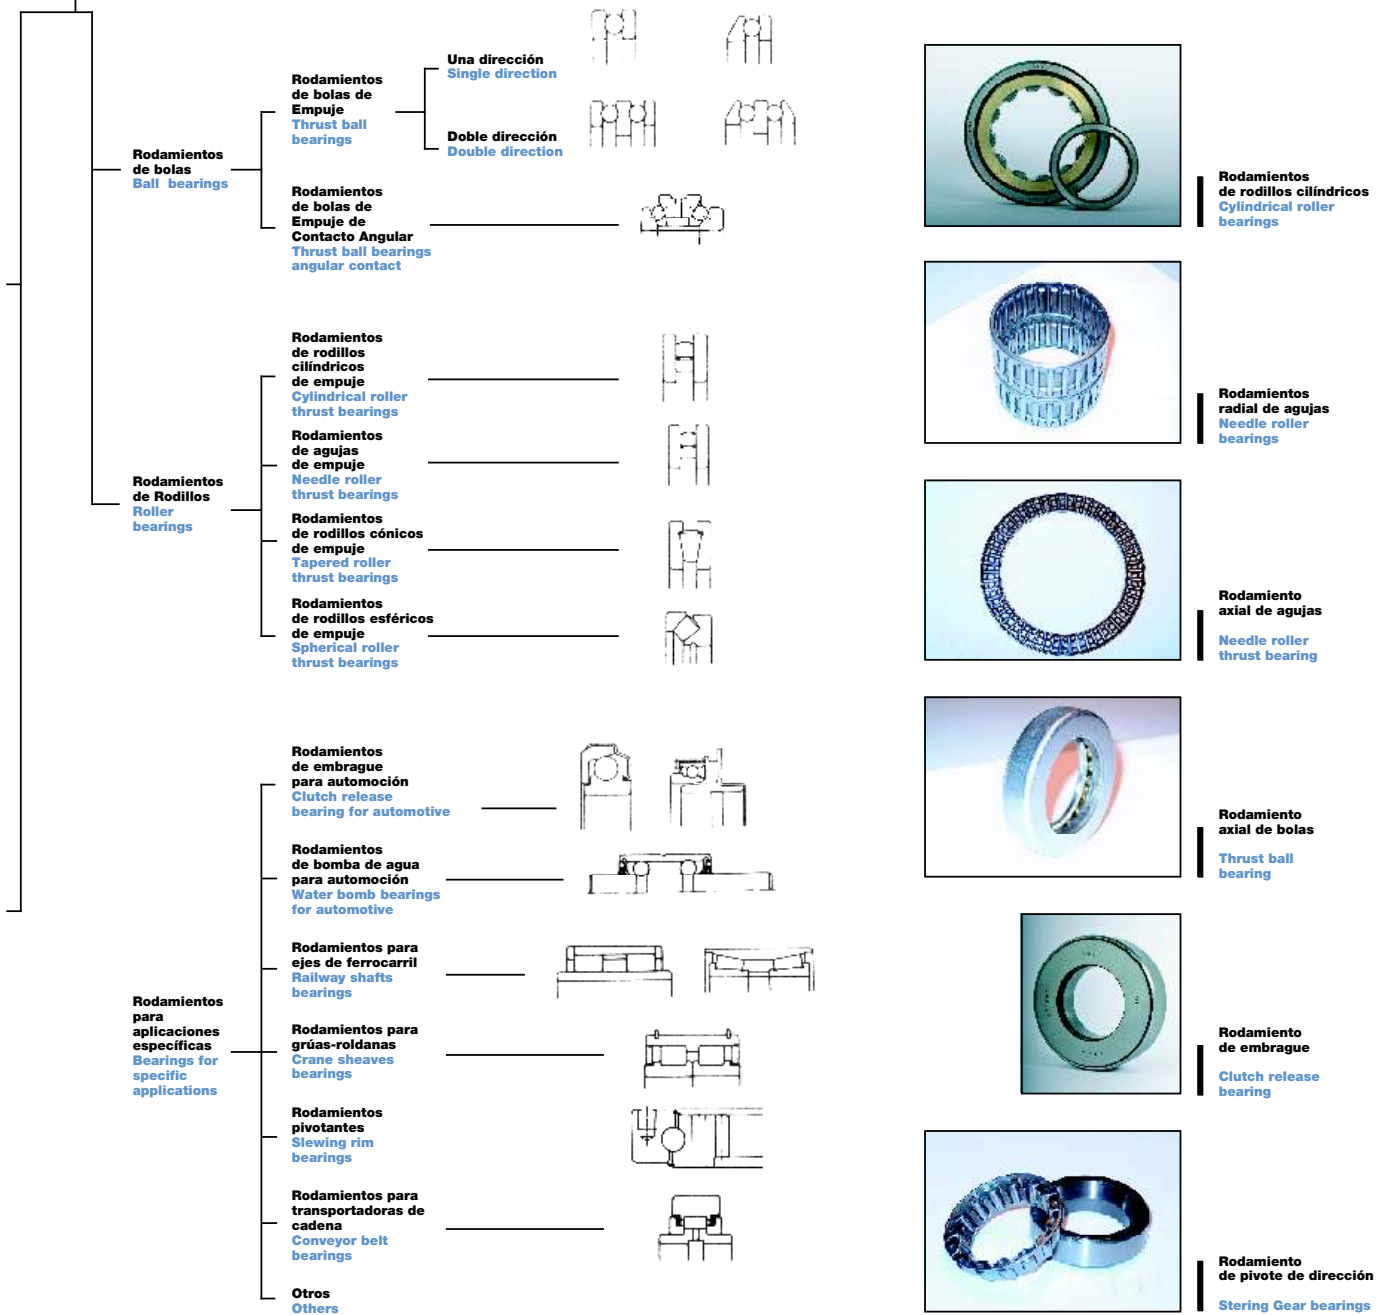 Una dirección
Single direction
Rodamientos
de bolas de
Empuje
Thrust ball
bearings
Doble dirección
Double direction
Rodamientos
de bolas
Ball bearings
Rodamientos
de bolas de
Empuje de
Contacto Angular
Thrust ball bearings
angular contact
Rodamientos
de rodillos
cilíndricos
de empuje
Cylindrical roller
thrust bearings
Rodamientos
de agujas
de empuje
Needle roller
thrust bearings
Rodamientos
de Rodillos
Roller
bearings
Rodamientos
de rodillos cónicos
de empuje
Tapered roller
thrust bearings
Rodamientos
de rodillos esféricos
de empuje
Spherical roller
thrust bearings
Rodamientos
de embrague
para automoción
Clutch release
bearing for automotive
Rodamientos
de bomba de agua
para automoción
Water bomb bearings
for automotive
Rodamientos para
ejes de ferrocarril
Railway shafts
bearings
Rodamientos
para
aplicaciones
específicas
Bearings for
specific
applications
Rodamientos para
grúas-roldanas
Crane sheaves
bearings
Rodamientos
pivotantes
Slewing rim
bearings
Rodamientos para
transportadoras de
cadena
Conveyor belt
bearings
Otros
Others
Rodamientos
de rodillos cilíndricos
Cylindrical roller
bearings
Rodamientos
radial de agujas
Needle roller
bearings
Rodamiento
axial de agujas
Needle roller
thrust bearing
Rodamiento
axial de bolas
Thrust ball
bearing
Rodamiento
de embrague
Clutch release
bearing
Rodamiento
de pivote de dirección
Stering Gear bearings